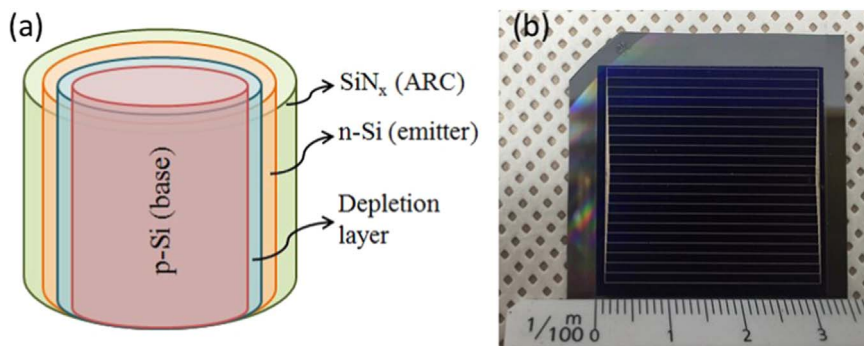 (a)
SiNx (ARC)
n-Si (emitter)
Depletion
layer
p-Si (base)
(b)
1/100 m 0 1 2 3